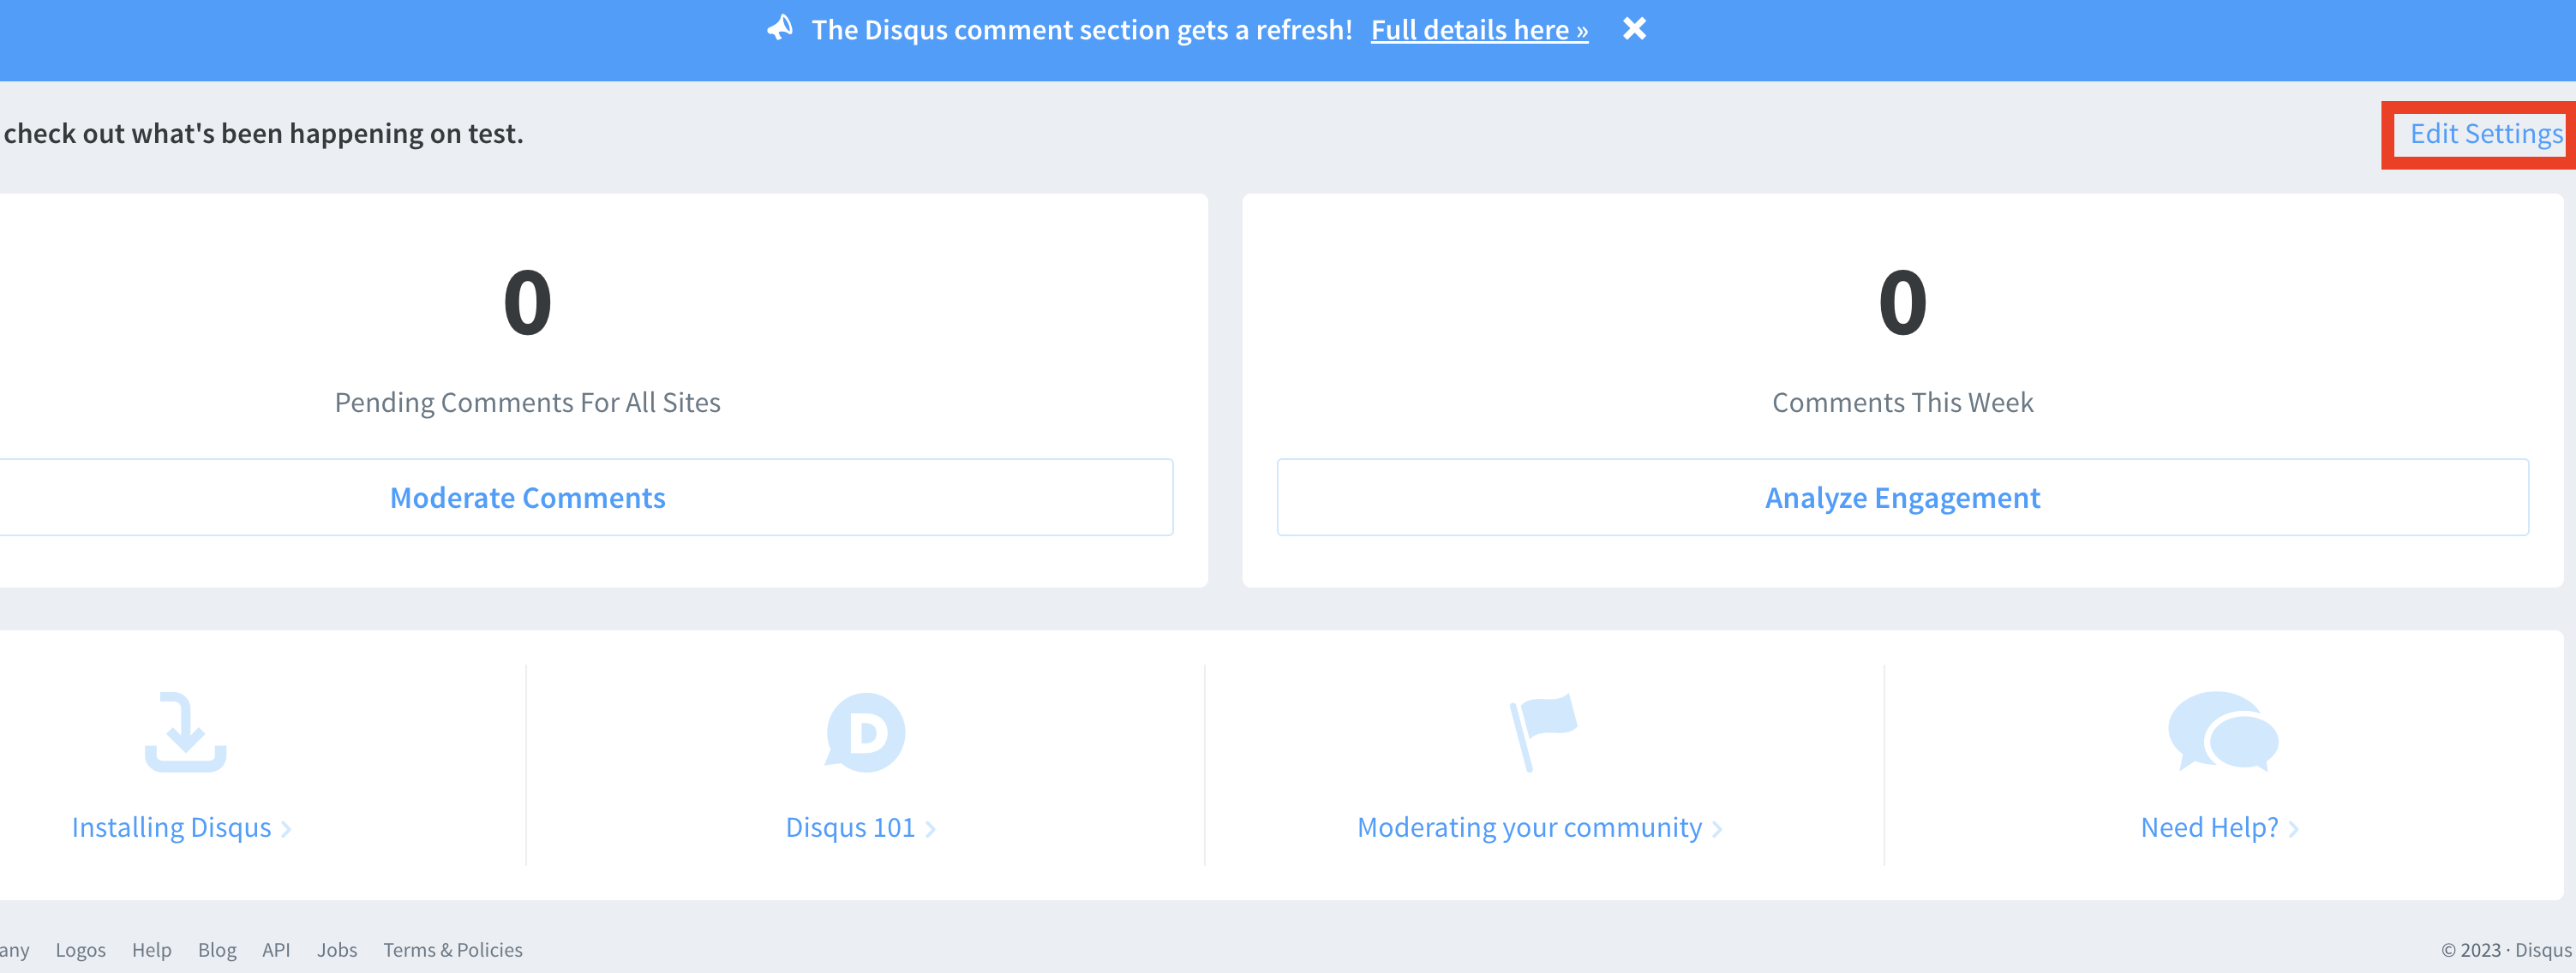 The Disqus comment section gets a refresh! Full details here »
check out what's been happening on test.
Edit Settings
0
Pending Comments For All Sites
Moderate Comments
0
Comments This Week
Analyze Engagement
Installing Disqus
Disqus 101
Moderating your community
Need Help?
any Logos Help Blog API Jobs Terms & Policies
© 2023 · Disqus